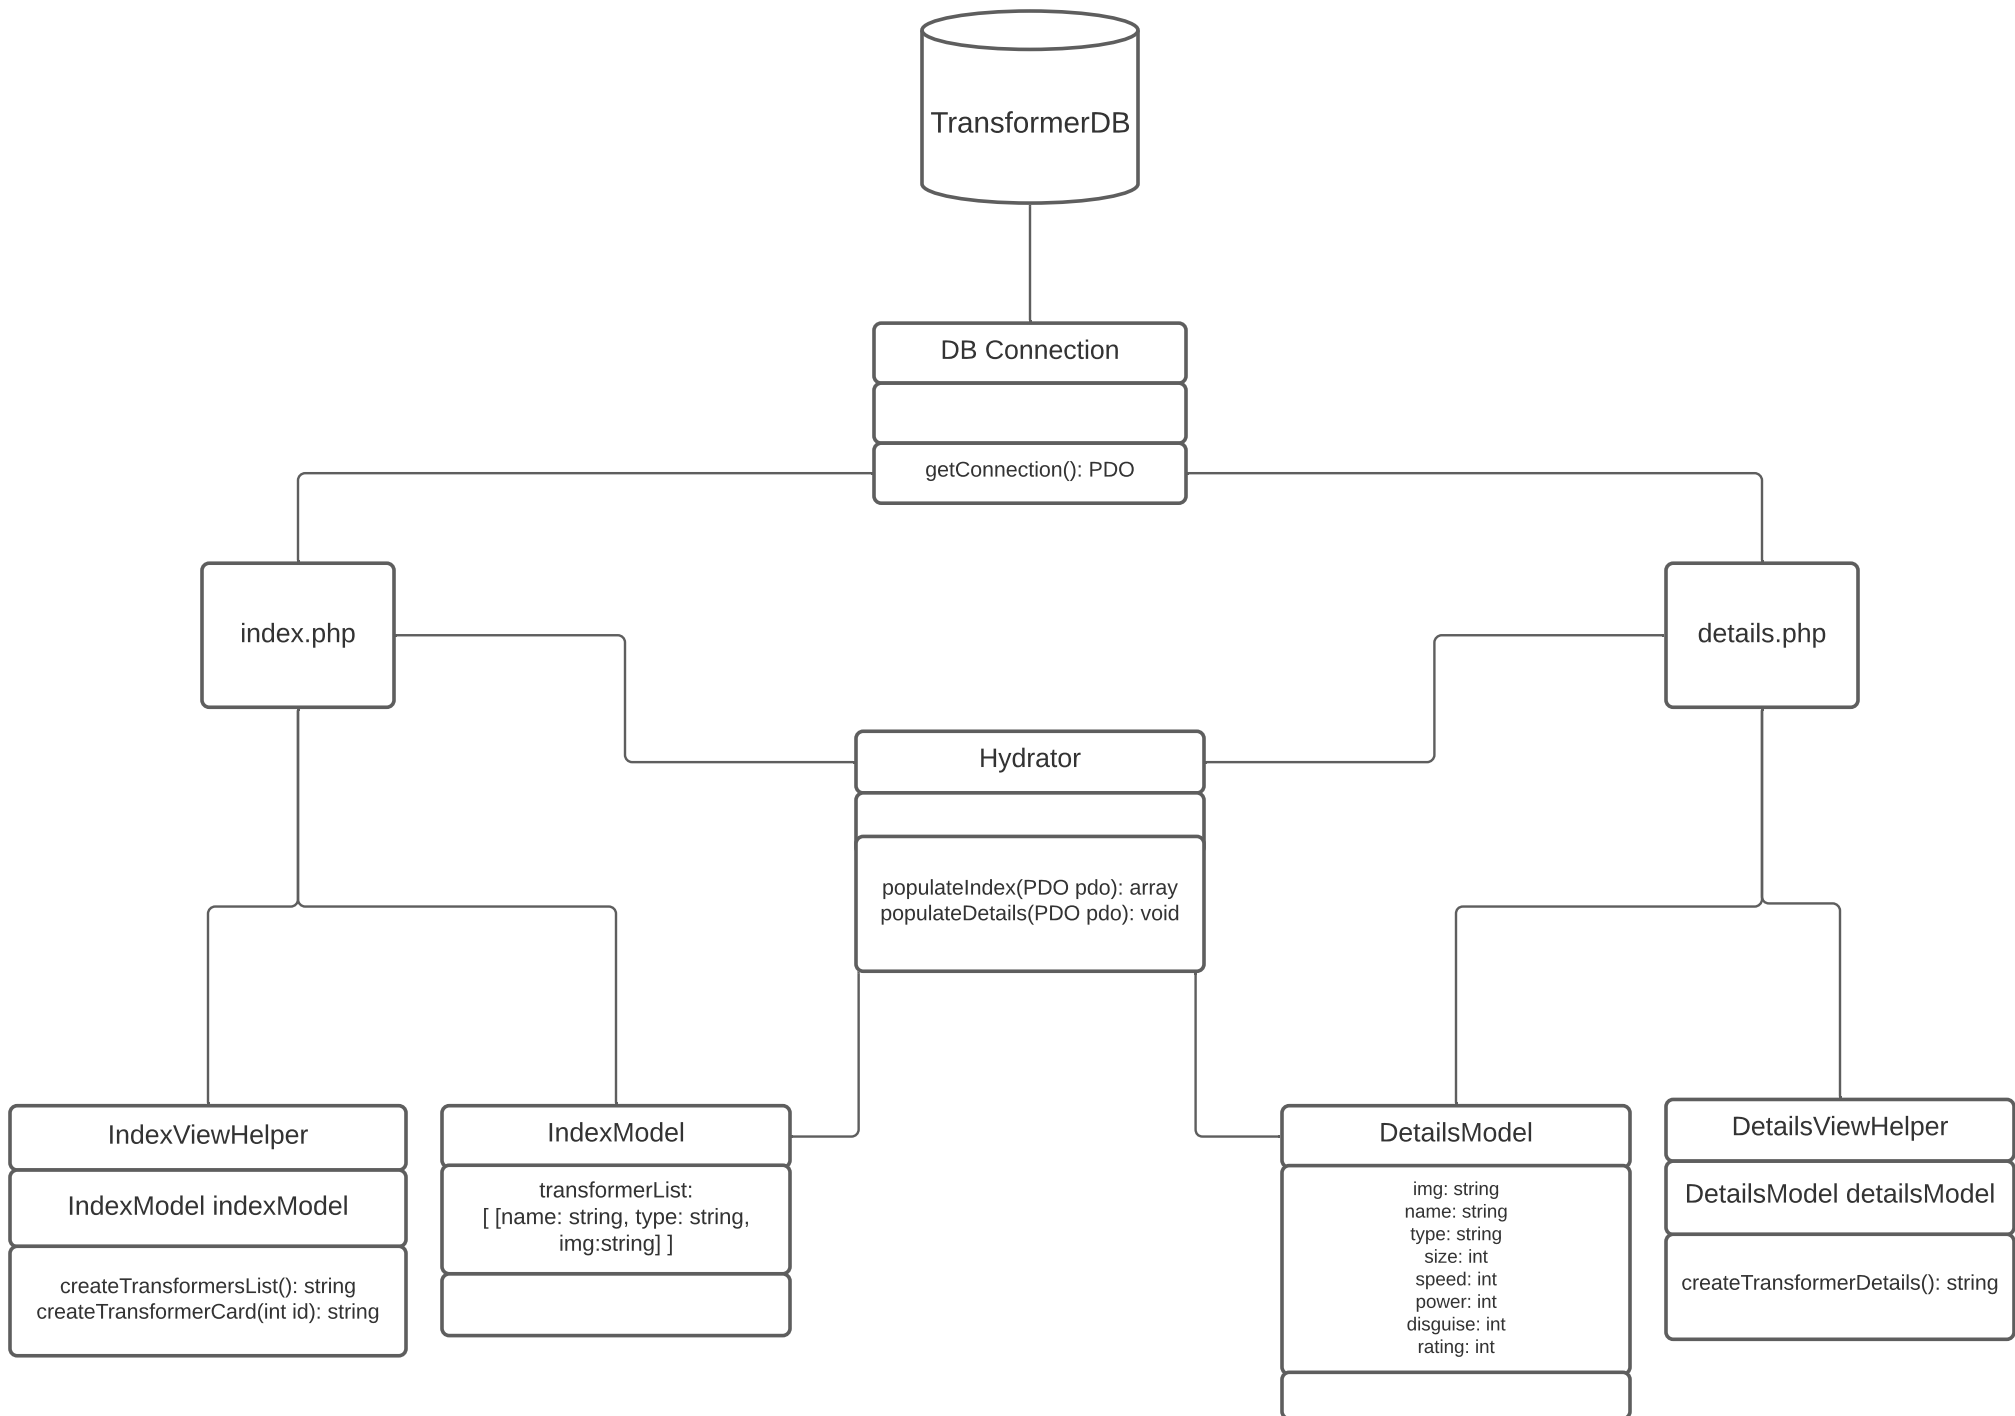 TransformerDB
DB Connection
getConnection(): PDO
index.php
details.php
Hydrator
populateIndex(PDO pdo): array
populateDetails(PDO pdo): void
IndexViewHelper
IndexModel indexModel
createTransformersList(): string
createTransformerCard(int id): string
IndexModel
transformerList:
[ [name: string, type: string,
img:string] ]
DetailsModel
img: string
name: string
type: string
size: int
speed: int
power: int
disguise: int
rating: int
DetailsViewHelper
DetailsModel detailsModel
createTransformerDetails(): string